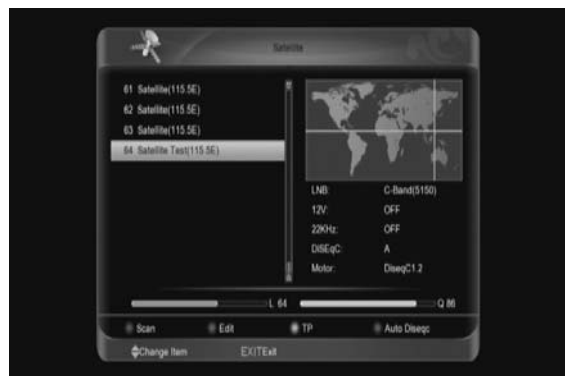 Satellite
61 Satellite(115.5E)
62 Satellite(115.5E)
63 Satellite(115.5E)
64 Satellite Test(115.5E)
LNB: C-Band(5150)
12V: OFF
22KHz: OFF
DISEqC: A
Motor: DiseqC1.2
L 64 Q 86
Scan Edit TP Auto Diseqc
Change Item EXITExit